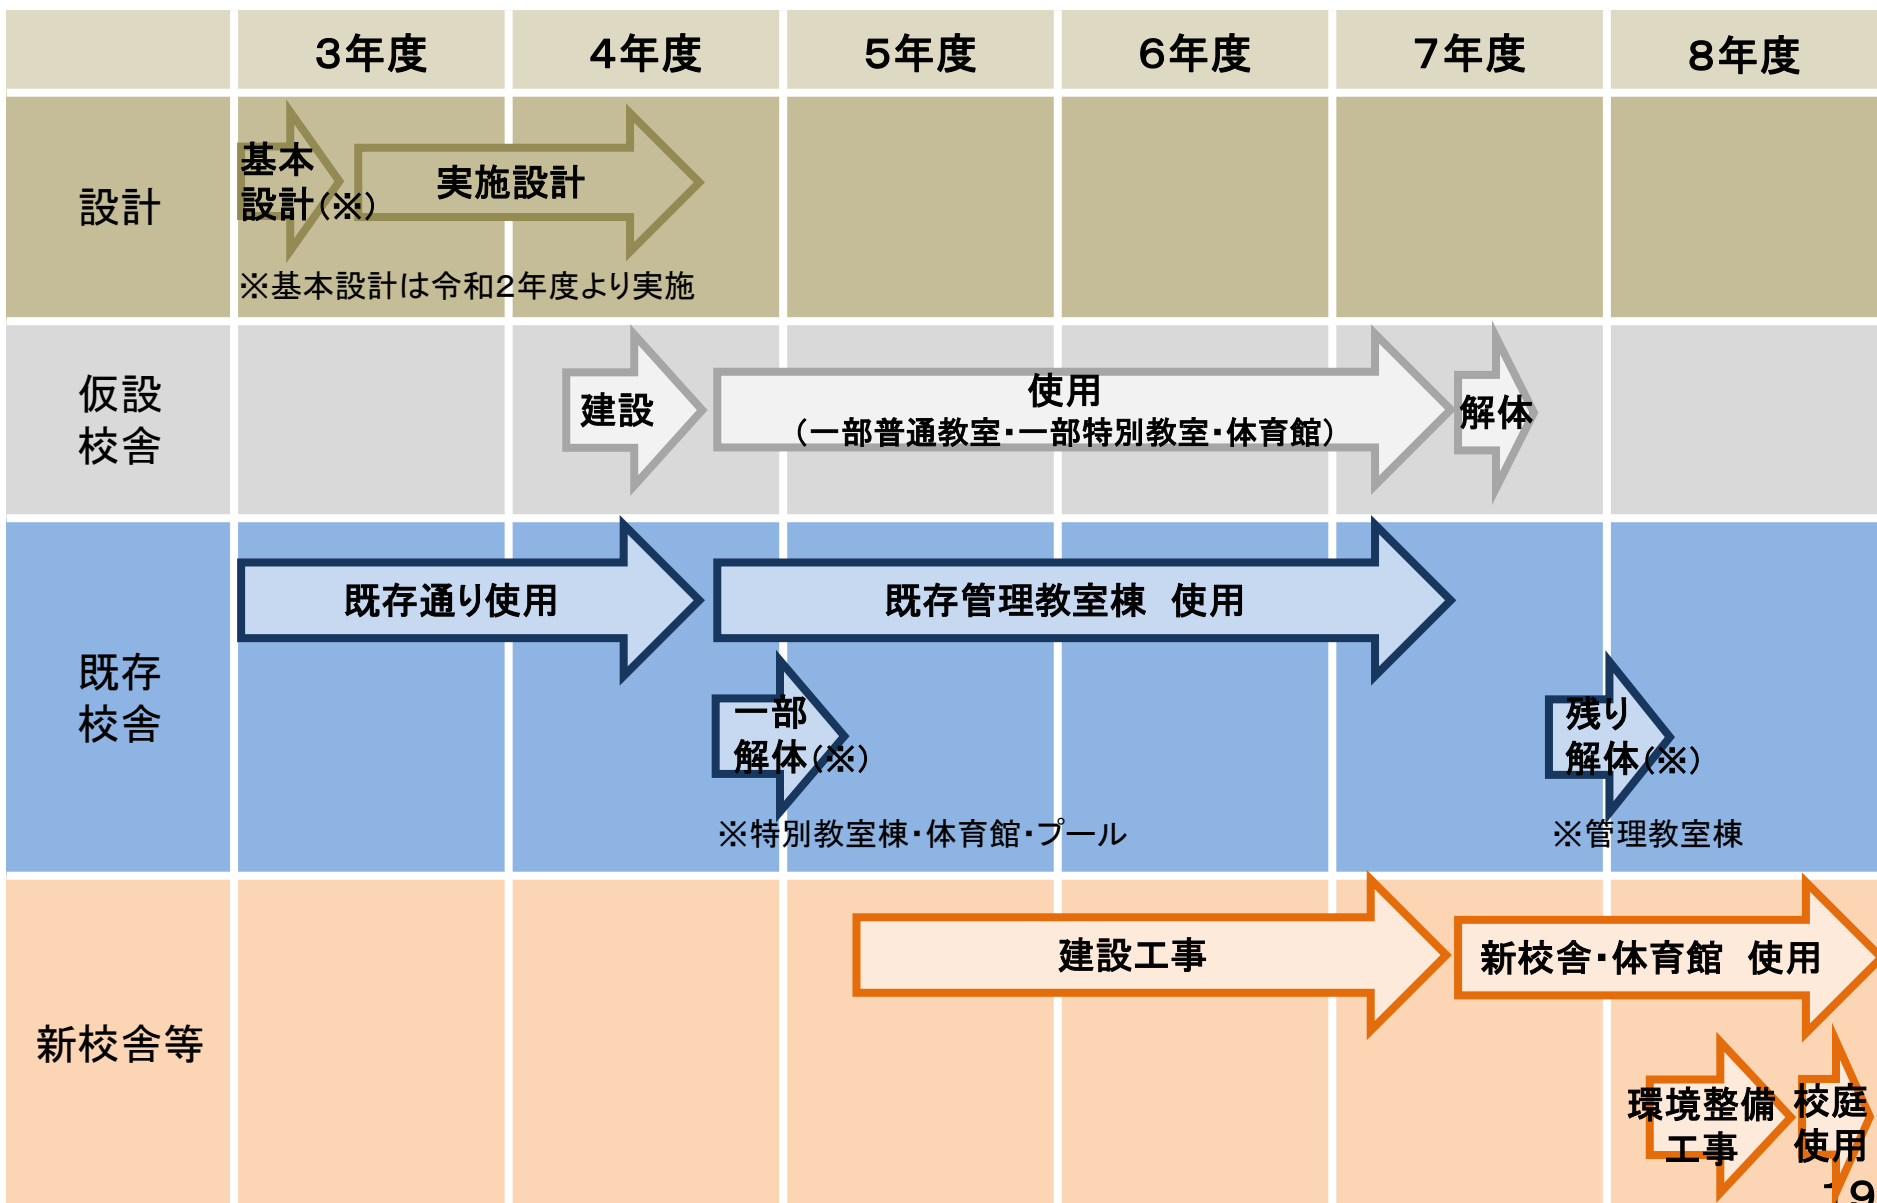 3年度 4年度 5年度 6年度 7年度 8年度
設計
基本
設計(※)
実施設計
※基本設計は令和2年度より実施
仮設
校舎
建設
使用
(一部普通教室・一部特別教室・体育館)
解体
既存
校舎
既存通り使用
既存管理教室棟 使用
一部
解体(※)
※特別教室棟・体育館・プール
残り
解体(※)
※管理教室棟
新校舎等
建設工事
新校舎・体育館 使用
環境整備
工事
校庭
使用
19